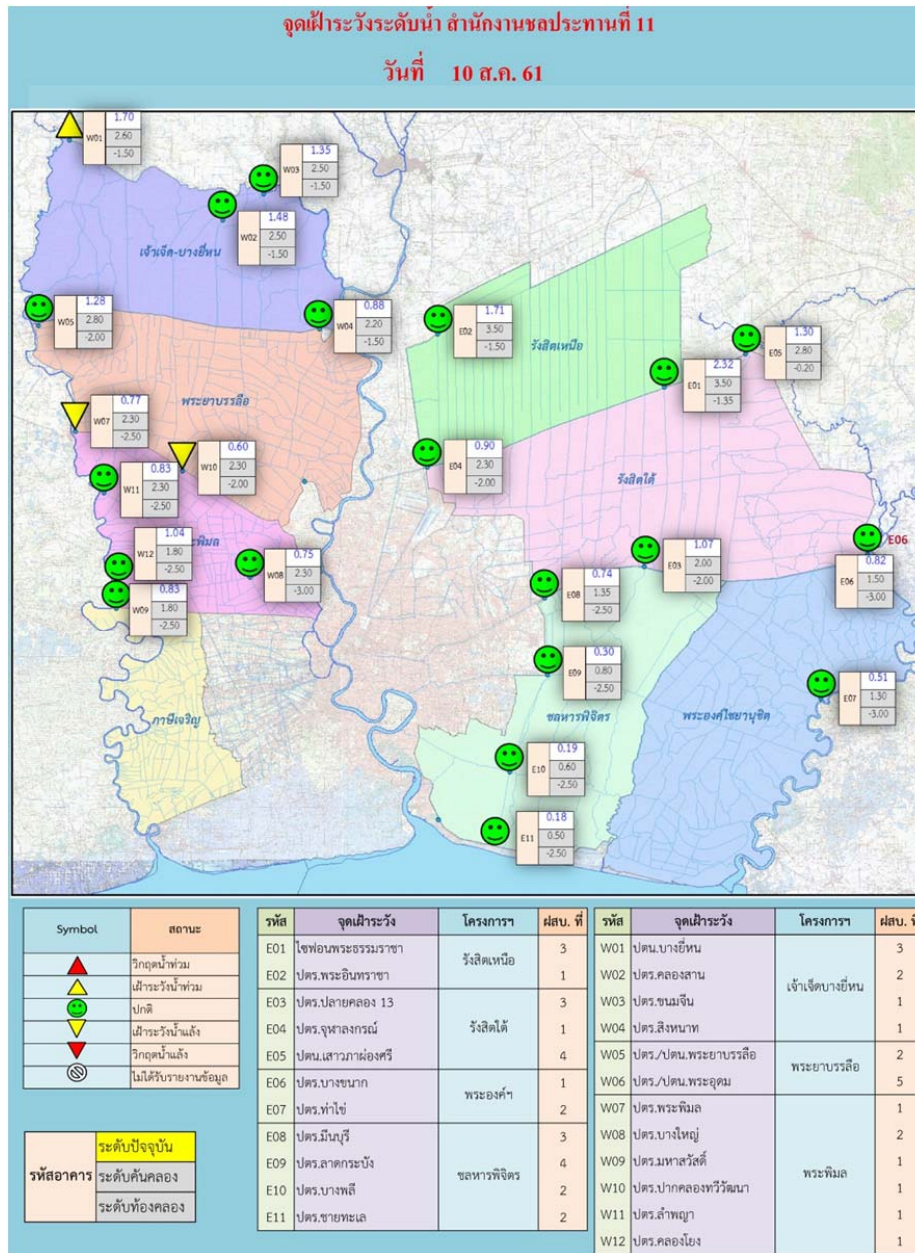 จุดเฝ้าระวังระดับน้ำ สำนักงานชลประทานที่ 11
วันที่ 10 ส.ค. 61
W01 1.70 2.60 -1.50
W03 1.35 2.50 -1.50
W02 1.48 2.50 -1.50
เจ้าเจ็ด-บางยี่หน
W05 1.28 2.80 -2.00
W04 0.88 2.20 -1.50
E02 1.71 3.50 -1.50
รังสิตเหนือ
E05 1.30 2.80 -0.20
E01 2.32 3.50 -1.35
พระยาบรรลือ
W07 0.77 2.30 -2.50
W10 0.60 2.30 -2.00
E04 0.90 2.30 -2.00
W11 0.83 2.30 -2.50
รังสิตใต้
W12 1.04 1.80 -2.50
ะพิมล
W08 0.75 2.30 -3.00
E03 1.07 2.00 -2.00
E06
E06 0.82 1.50 -3.00
W09 0.83 1.80 -2.50
E08 0.74 1.35 -2.50
E09 0.30 0.80 -2.50
E07 0.51 1.30 -3.00
ภาษีเจริญ
ชลหารพิจิตร
พระองค์ไชยานุชิต
E10 0.19 0.60 -2.50
E11 0.18 0.50 -2.50
Symbol สถานะ
วิกฤตน้ำท่วม
เฝ้าระวังน้ำท่วม
ปกติ
เฝ้าระวังน้ำแล้ง
วิกฤตน้ำแล้ง
ไม่ได้รับรายงานข้อมูล
รหัสอาคาร
ระดับปัจจุบัน
ระดับคันคลอง
ระดับท้องคลอง
รหัส จุดเฝ้าระวัง โครงการฯ ฝสบ. ที่
E01 ไซฟอนพระธรรมราชา รังสิตเหนือ 3
E02 ปตร.พระอินทราชา 1
E03 ปตร.ปลายคลอง 13 รังสิตใต้ 3
E04 ปตร.จุฬาลงกรณ์ 1
E05 ปตน.เสาวภาผ่องศรี 4
E06 ปตร.บางขนาก พระองค์ฯ 1
E07 ปตร.ท่าไข่ 2
E08 ปตร.มีนบุรี ชลหารพิจิตร 3
E09 ปตร.ลาดกระบัง 4
E10 ปตร.บางพลี 2
E11 ปตร.ชายทะเล 2
รหัส จุดเฝ้าระวัง โครงการฯ ฝสบ. ที่
W01 ปตน.บางยี่หน เจ้าเจ็ดบางยี่หน 3
W02 ปตร.คลองสาน 2
W03 ปตร.ขนมจีน 1
W04 ปตร.สิงหนาท 1
W05 ปตร./ปตน.พระยาบรรลือ พระยาบรรลือ 2
W06 ปตร./ปตน.พระอุดม 5
W07 ปตร.พระพิมล พระพิมล 1
W08 ปตร.บางใหญ่ 2
W09 ปตร.มหาสวัสดิ์ 1
W10 ปตร.ปากคลองทวีวัฒนา 1
W11 ปตร.ลำพญา 1
W12 ปตร.คลองโยง 1